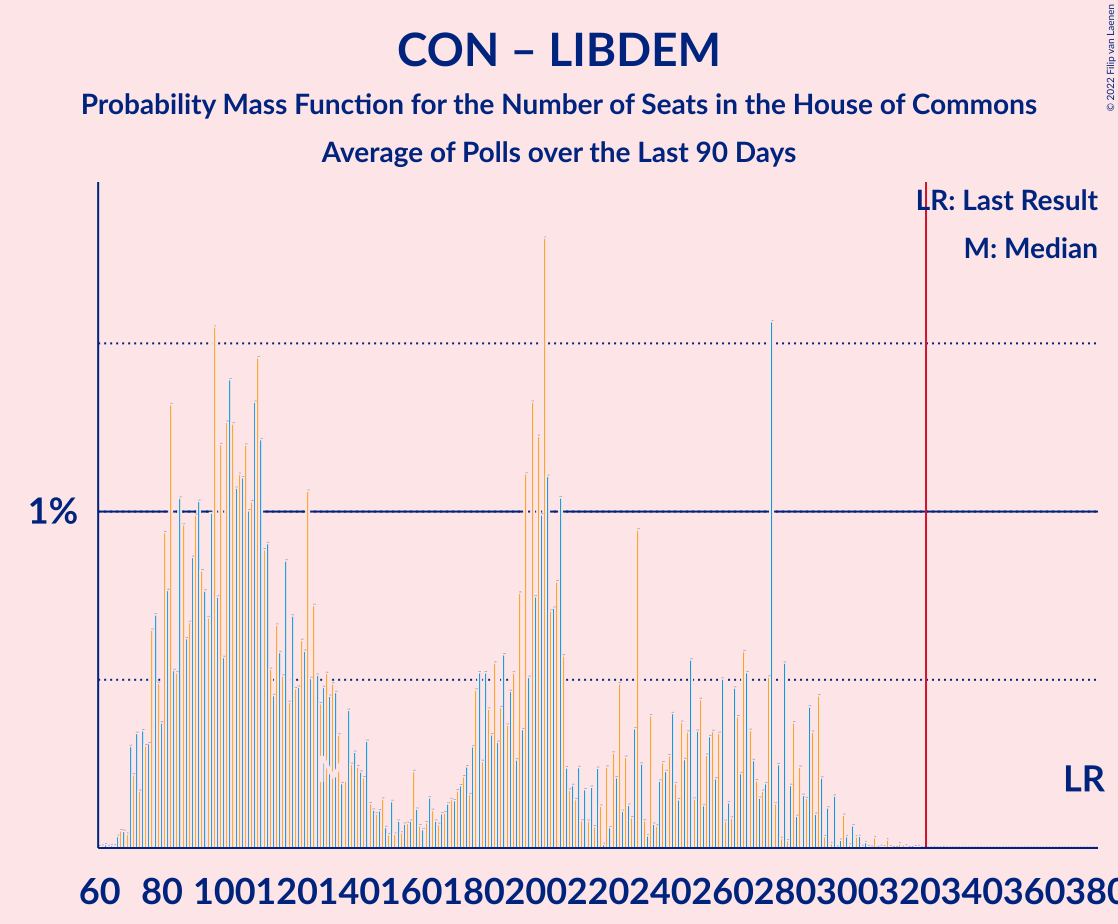 CON – LIBDEM
Probability Mass Function for the Number of Seats in the House of Commons
Average of Polls over the Last 90 Days
© 2022 Filip van Laenen
LR: Last Result
M: Median
1%
M
LR
60 80 100 120 140 160 180 200 220 240 260 280 300 320 340 360 380